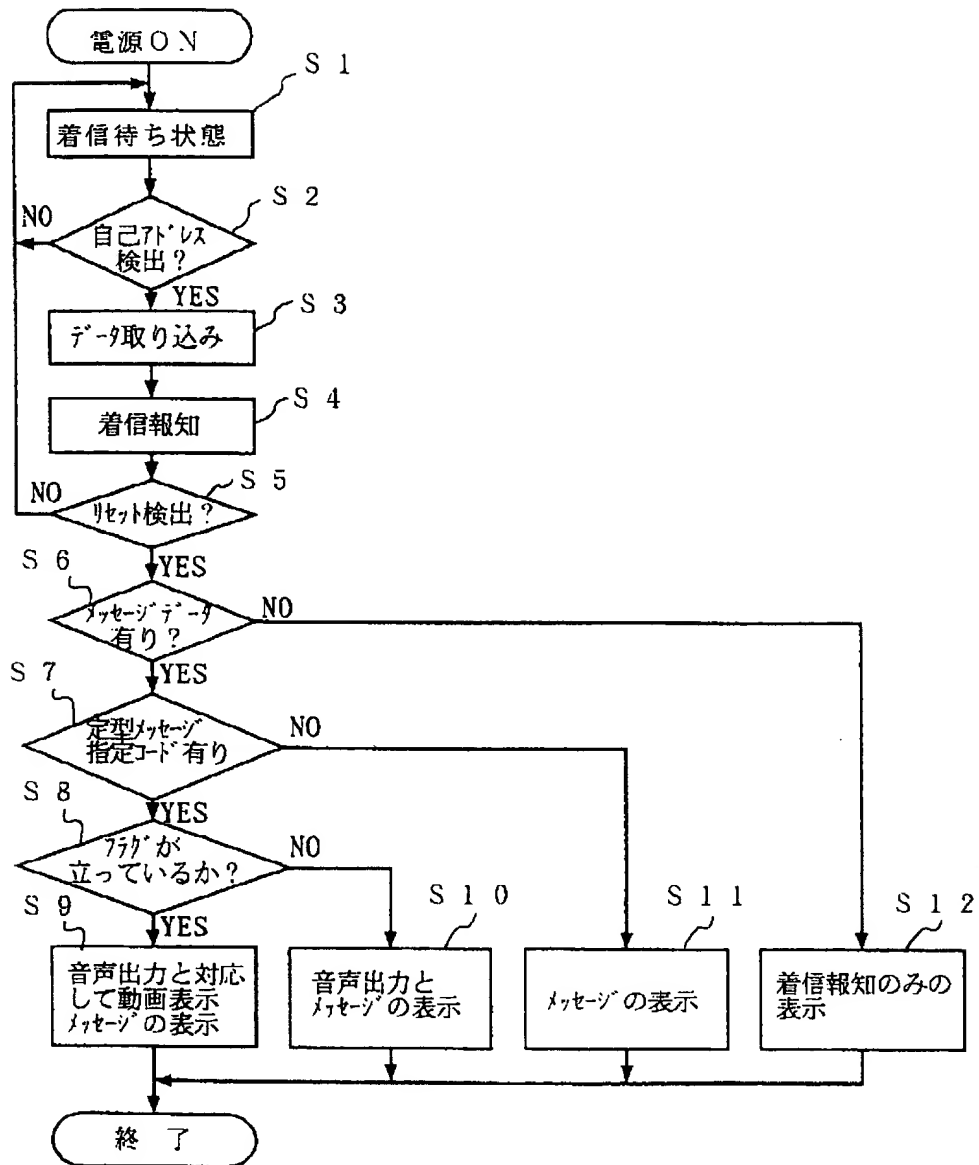 電源ON
S1
着信待ち状態
S2
NO
自己ｱﾄﾞﾚｽ
検出?
YES
S3
ﾃﾞｰﾀ取り込み
S4
着信報知
S5
NO
ﾘｾｯﾄ検出?
YES
S6
ﾒｯｾｰｼﾞﾃﾞｰﾀ
有り?
NO
YES
S7
定型ﾒｯｾｰｼﾞ
指定ｺｰﾄﾞ有り
NO
YES
S8
ﾌﾗｸﾞが
立っているか?
NO
YES
S9
音声出力と対応
して動画表示
ﾒｯｾｰｼﾞの表示
S10
音声出力と
ﾒｯｾｰｼﾞの表示
S11
ﾒｯｾｰｼﾞの表示
S12
着信報知のみの
表示
終了